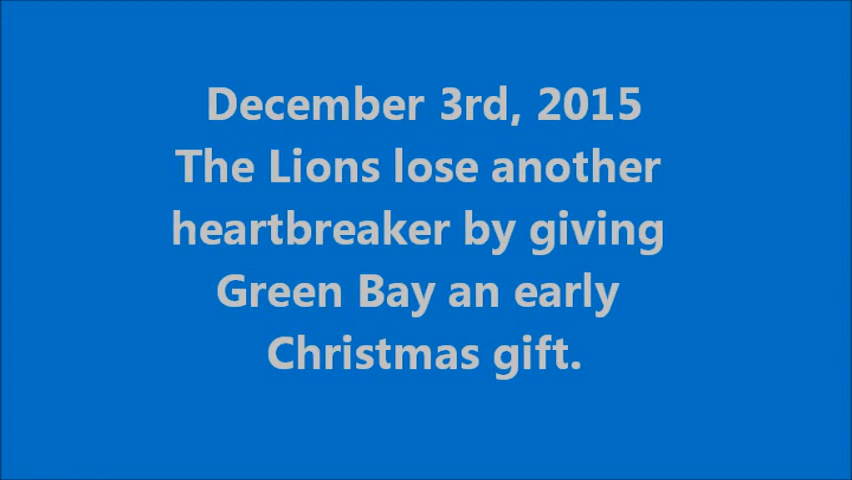 December 3rd, 2015
The Lions lose another
heartbreaker by giving
Green Bay an early
Christmas gift.